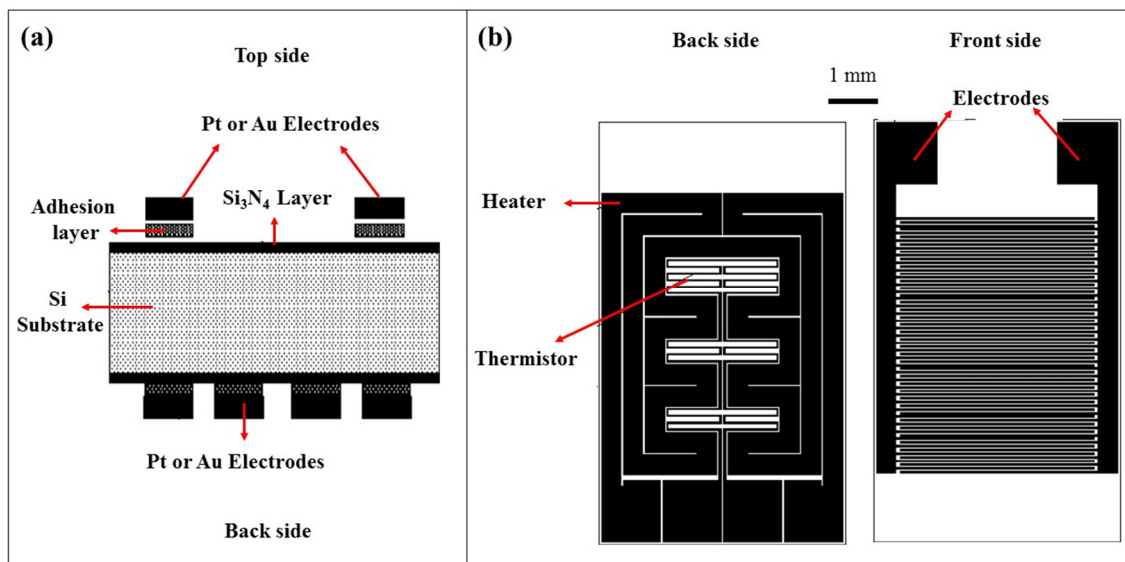 (a)
Top side
Pt or Au Electrodes
Si₃N₄ Layer
Adhesion
layer
Si
Substrate
Pt or Au Electrodes
Back side
(b)
Back side
Front side
1 mm
Electrodes
Heater
Thermistor